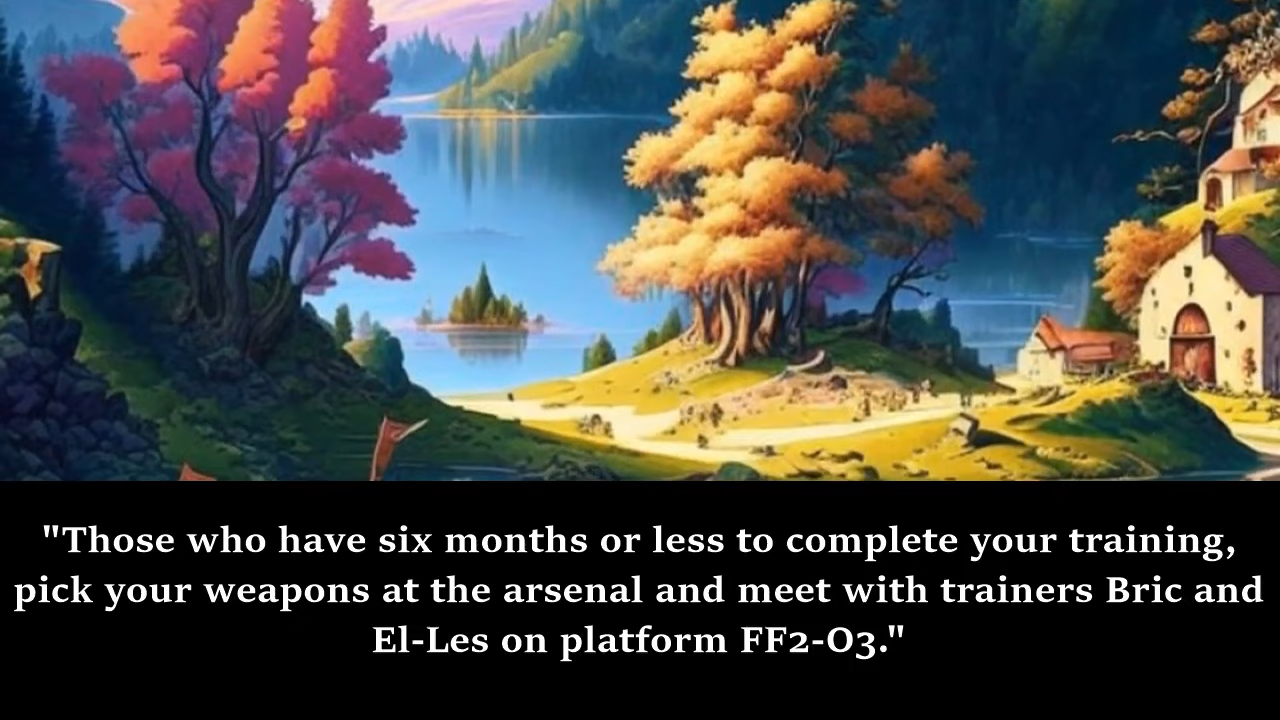 "Those who have six months or less to complete your training,
pick your weapons at the arsenal and meet with trainers Bric and
El-Les on platform FF2-O3."